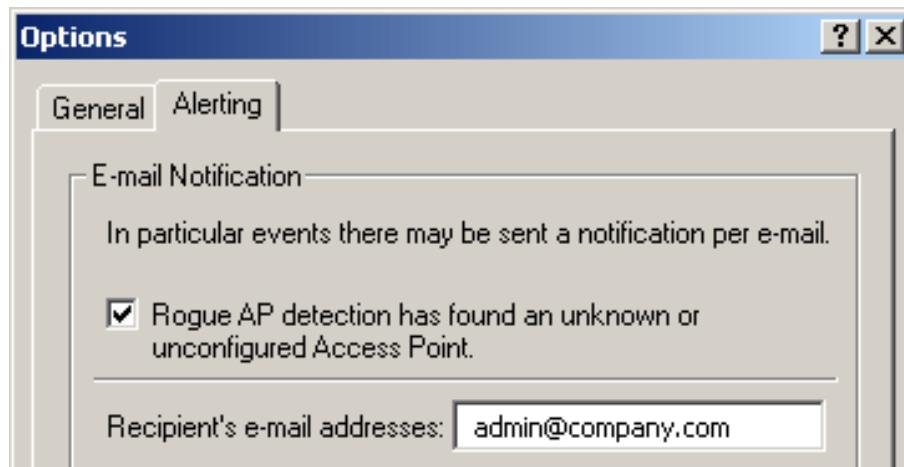 Options
General Alerting
E-mail Notification
In particular events there may be sent a notification per e-mail.
Rogue AP detection has found an unknown or
unconfigured Access Point.
Recipient's e-mail addresses: admin@company.com